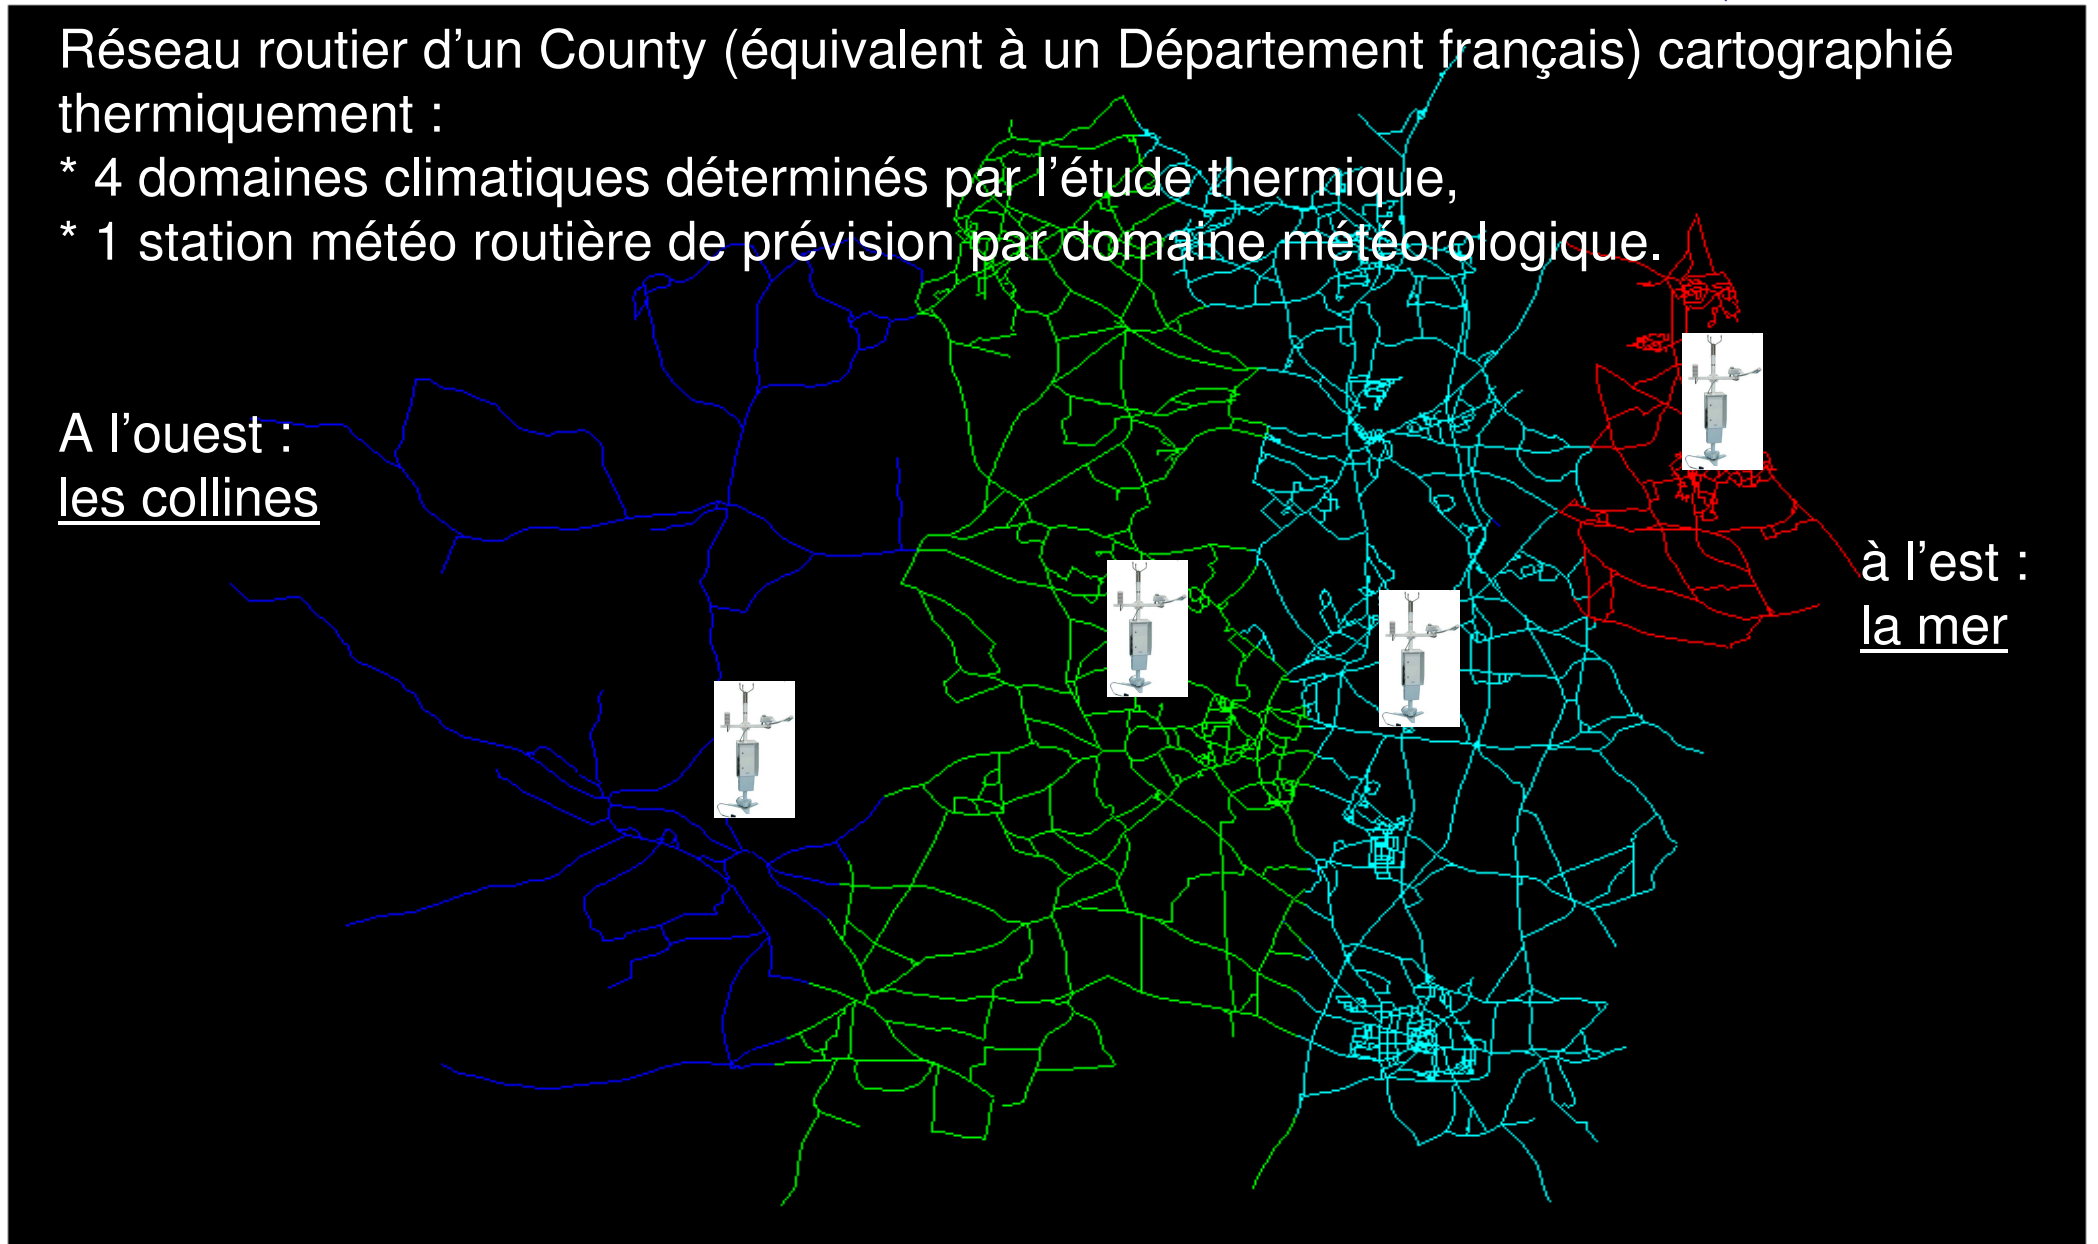 Réseau routier d’un County (équivalent à un Département français) cartographié
thermiquement :
* 4 domaines climatiques déterminés par l’étude thermique,
* 1 station météo routière de prévision par domaine météorologique.
A l’ouest :
les collines
à l’est :
la mer